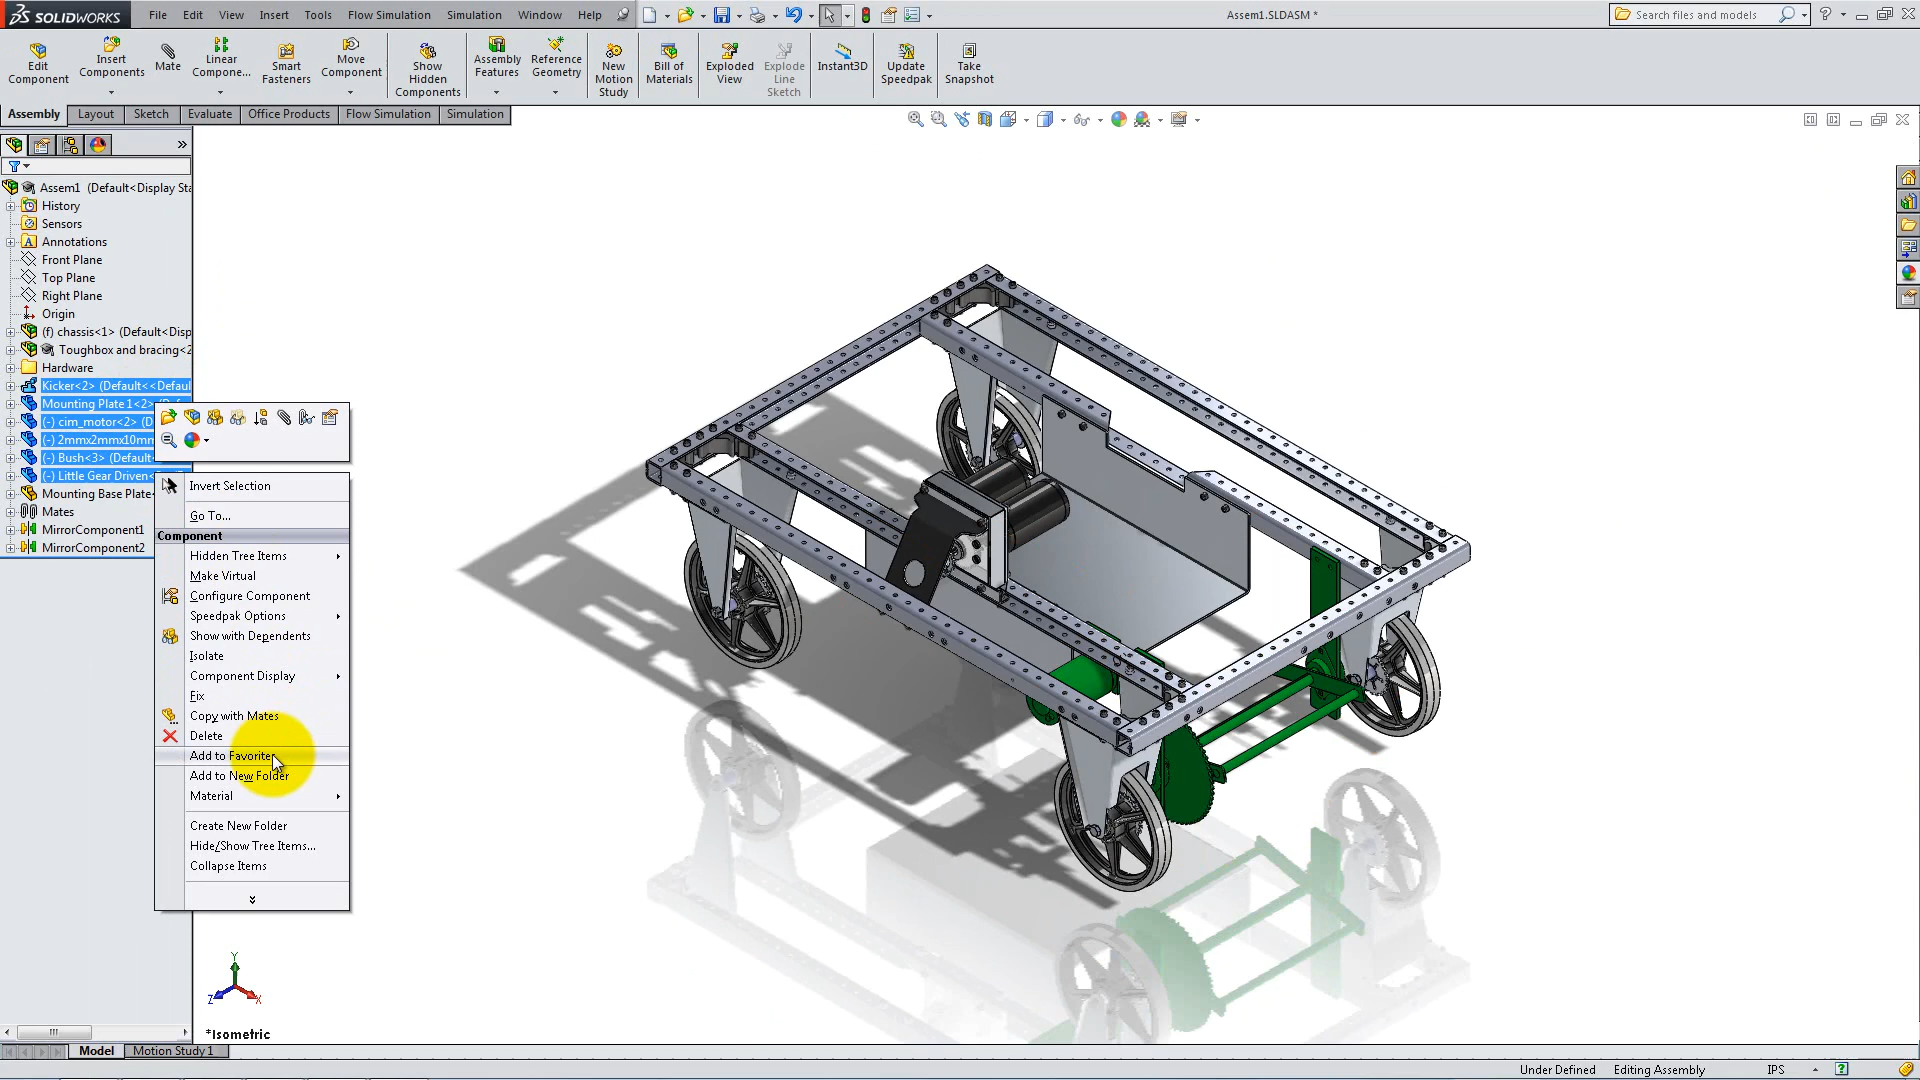 SOLIDWORKS File Edit View Insert Tools Flow Simulation Simulation Window Help Assem1.SLDASM * Search files and models
Edit Component
Insert Components
Mate
Linear Compone...
Smart Fasteners
Move Component
Show Hidden Components
Assembly Features
Reference Geometry
New Motion Study
Bill of Materials
Exploded View
Explode Line Sketch
Instant3D
Update Speedpak
Take Snapshot
Assembly Layout Sketch Evaluate Office Products Flow Simulation Simulation
Assem1 (Default<Display Sta
History
Sensors
Annotations
Front Plane
Top Plane
Right Plane
Origin
(f) chassis<1> (Default<Disp
Toughbox and bracing<2
Hardware
Kicker<2> (Default<<Defaul
Mounting Plate 1<2>
(-) cim_motor<2> (D
(-) 2mmx2mmx10mm
(-) Bush<3> (Default
(-) Little Gear Driven<
Mounting Base Plate
Mates
MirrorComponent1
MirrorComponent2
Invert Selection
Go To...
Component
Hidden Tree Items
Make Virtual
Configure Component
Speedpak Options
Show with Dependents
Isolate
Component Display
Fix
Copy with Mates
Delete
Add to Favorite
Add to New Folder
Material
Create New Folder
Hide/Show Tree Items...
Collapse Items
Y
Z X
*Isometric
Model Motion Study 1
Under Defined Editing Assembly IPS